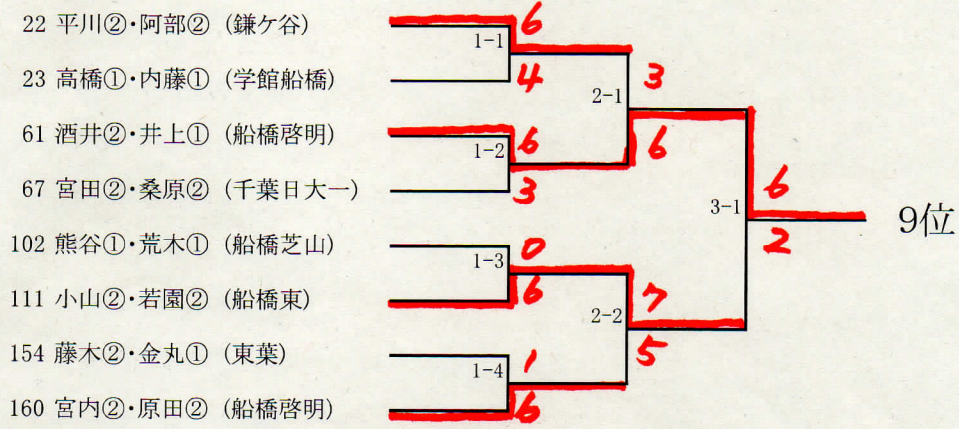 22 平川②・阿部② (鎌ケ谷)
6
1-1
4
23 高橋①・内藤① (学館船橋)
3
2-1
6
61 酒井②・井上① (船橋啓明)
6
1-2
3
67 宮田②・桑原② (千葉日大一)
6
3-1
2
9位
102 熊谷①・荒木① (船橋芝山)
0
1-3
6
111 小山②・若園② (船橋東)
7
2-2
5
154 藤木②・金丸① (東葉)
1
1-4
6
160 宮内②・原田② (船橋啓明)